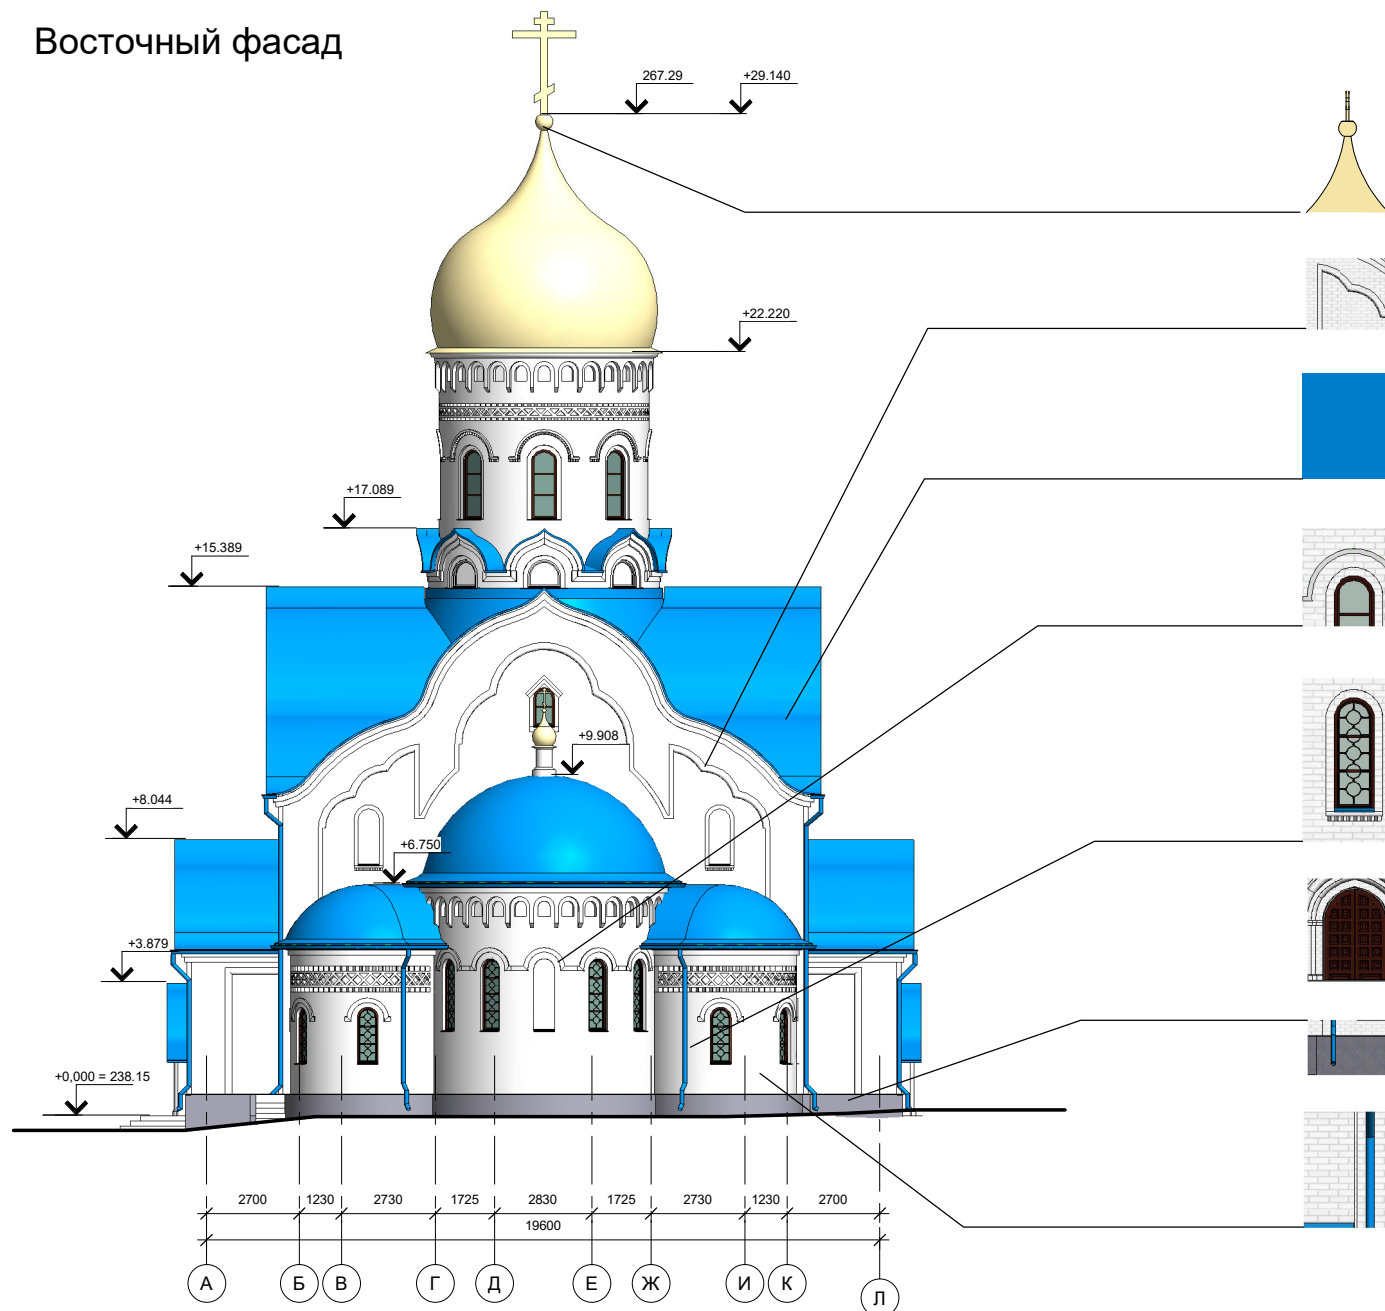 Восточный фасад
267.29
+29.140
+22.220
+17.089
+15.389
+9.908
+8.044
+6.750
+3.879
+0,000 = 238.15
2700 1230 2730 1725 2830 1725 2730 1230 2700
19600
А Б В Г Д Е Ж И К Л